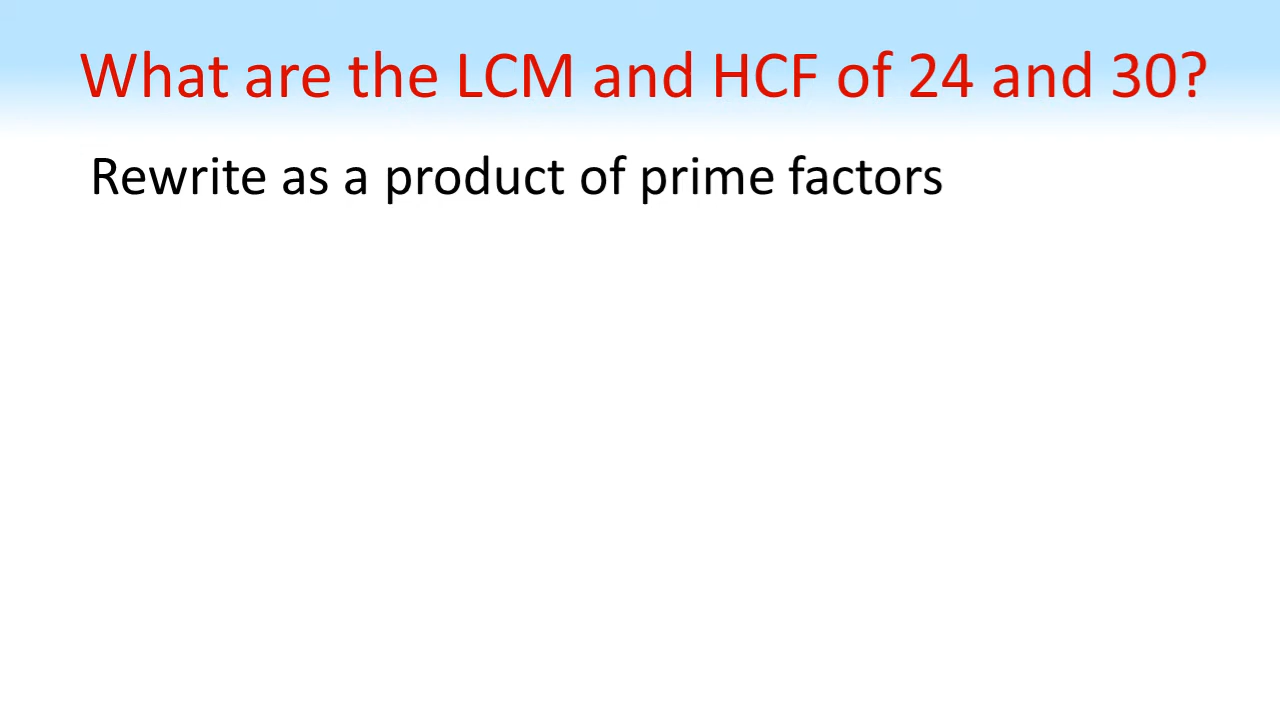 What are the LCM and HCF of 24 and 30?
Rewrite as a product of prime factors